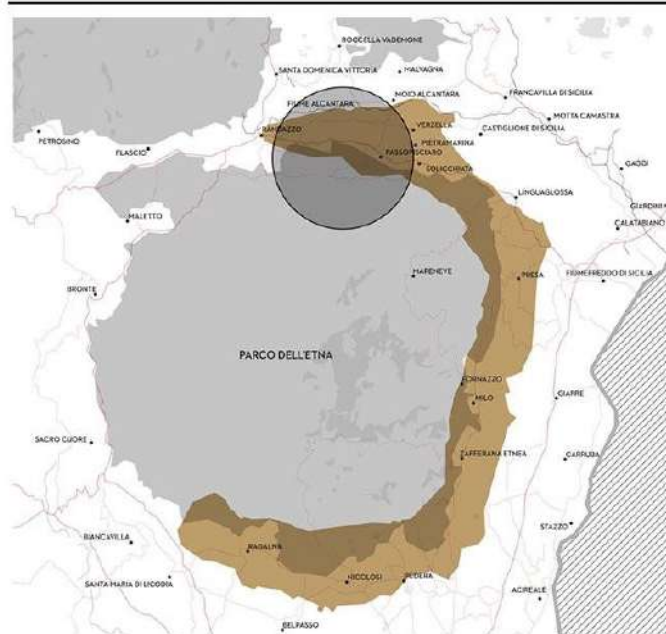 ROCCELLA VALDEMONE
SANTA DOMENICA VITTORIA
MALVAGNA
FIUME ALCANTARA
MOIO ALCANTARA
FRANCAVILLA DI SICILIA
MOTTA CAMASTRA
PETROSINO
RANDAZZO
VERZELLA
CASTIGLIONE DI SICILIA
FLASCIO
PIETRAMARINA
PASSOPISCIARO
SOLICCHIATA
GAGGI
LINGUAGLOSSA
GIARDINI
MALETTO
CALATABIANO
MARENEVE
PRESA
FIUMEFREDDO DI SICILIA
BRONTE
PARCO DELL'ETNA
FORNAZZO
MILO
GIARRE
SACRO CUORE
ZAFFERANA ETNEA
CARRUBA
STAZZO
BIANCAVILLA
RAGALNA
SANTA MARIA DI LICODIA
NICOLOSI
PEDARA
ACIREALE
BELPASSO